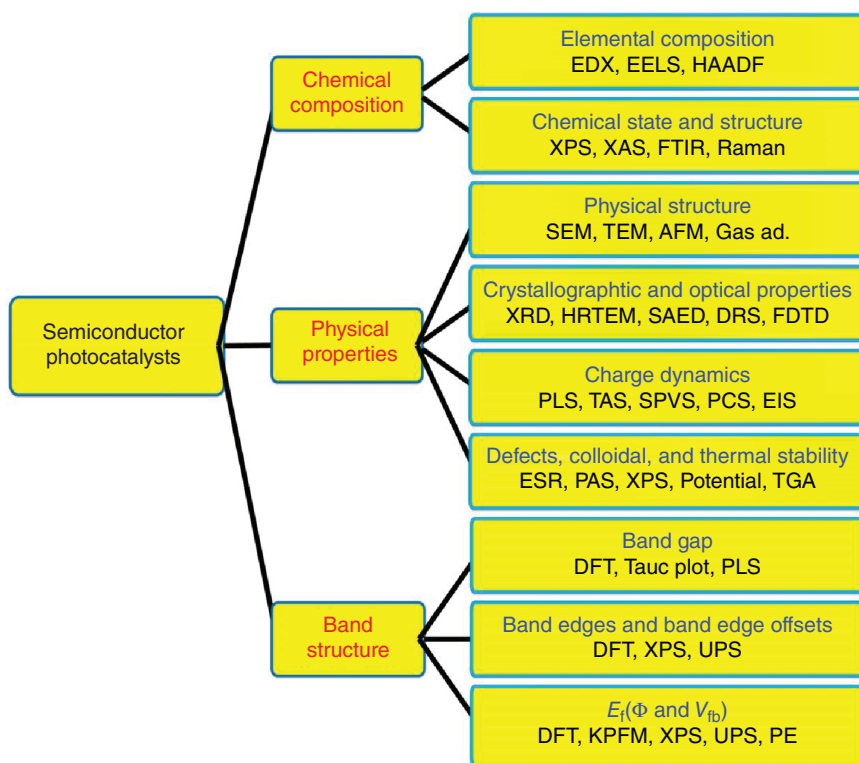 Semiconductor
photocatalysts
Chemical
composition
Elemental composition
EDX, EELS, HAADF
Chemical state and structure
XPS, XAS, FTIR, Raman
Physical
properties
Physical structure
SEM, TEM, AFM, Gas ad.
Crystallographtic and optical properties
XRD, HRTEM, SAED, DRS, FDTD
Charge dynamics
PLS, TAS, SPVS, PCS, EIS
Defects, colloidal, and thermal stability
ESR, PAS, XPS, Potential, TGA
Band
structure
Band gap
DFT, Tauc plot, PLS
Band edges and band edge offsets
DFT, XPS, UPS
Ef(Φ and Vfb)
DFT, KPFM, XPS, UPS, PE